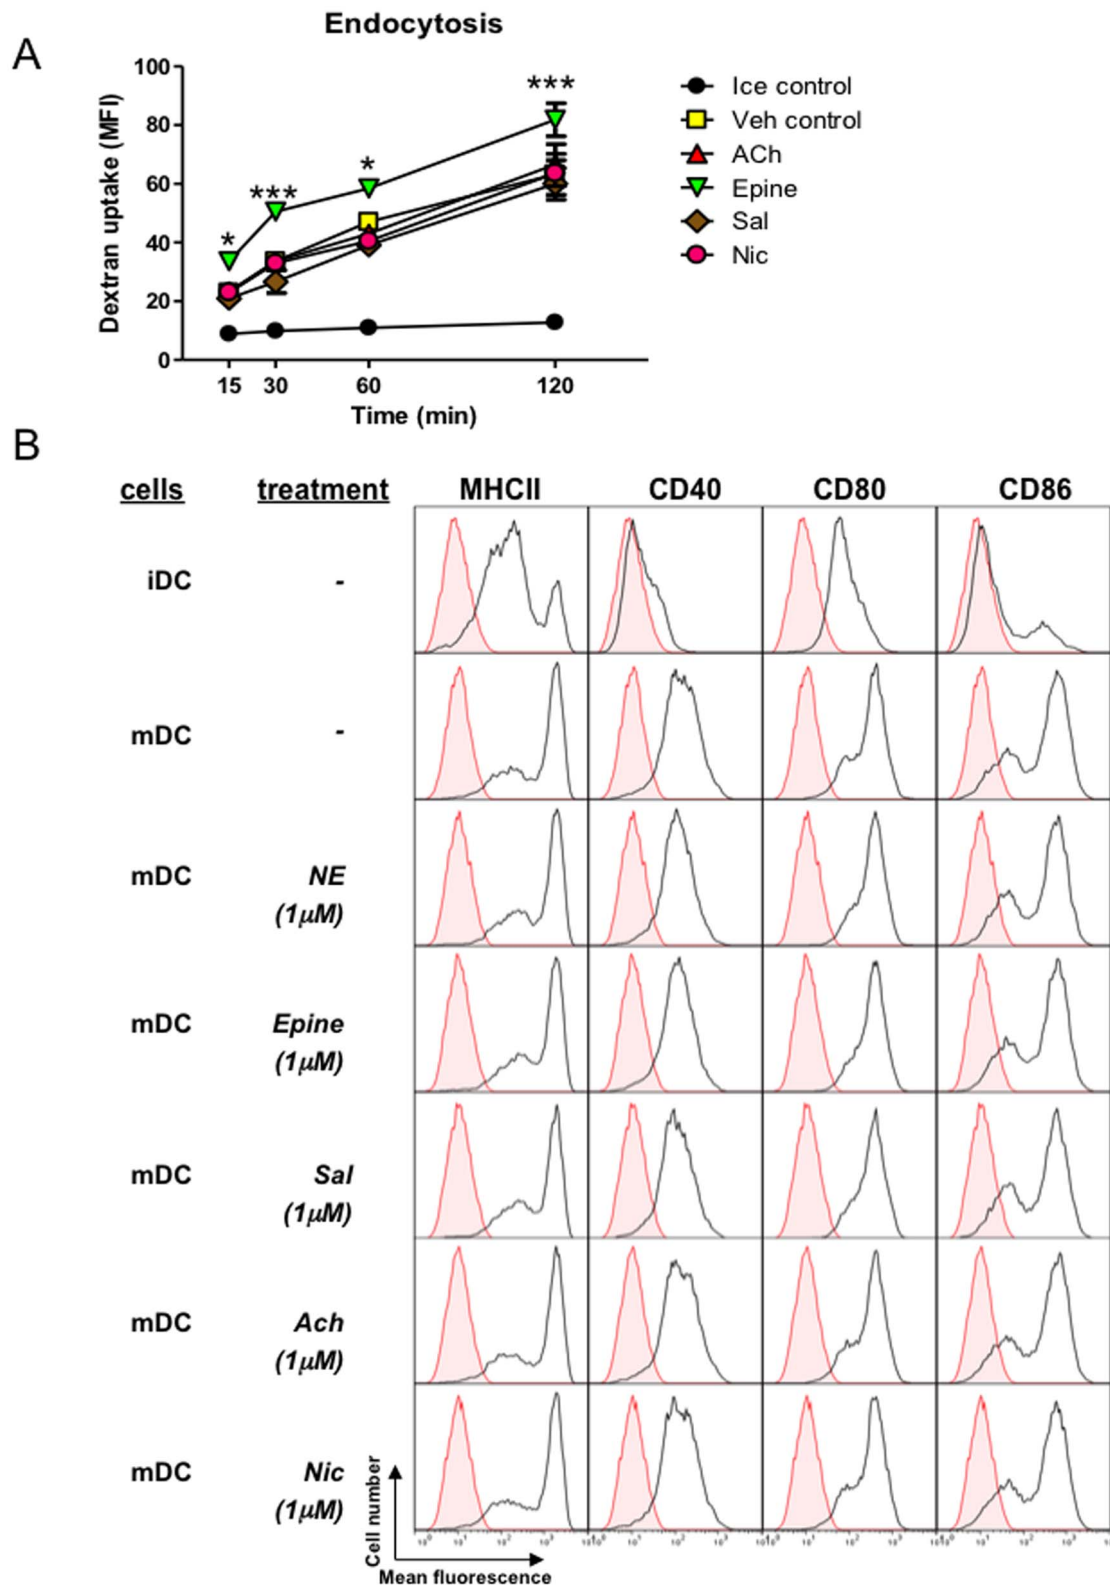 A
Endocytosis
Dextran uptake (MFI)
100
80
60
40
20
0
*
***
*
***
15 30 60 120
Time (min)
Ice control
Veh control
ACh
Epine
Sal
Nic
B
cells treatment MHCII CD40 CD80 CD86
iDC -
mDC -
mDC NE
(1μM)
mDC Epine
(1μM)
mDC Sal
(1μM)
mDC Ach
(1μM)
mDC Nic
(1μM)
Cell number
Mean fluorescence